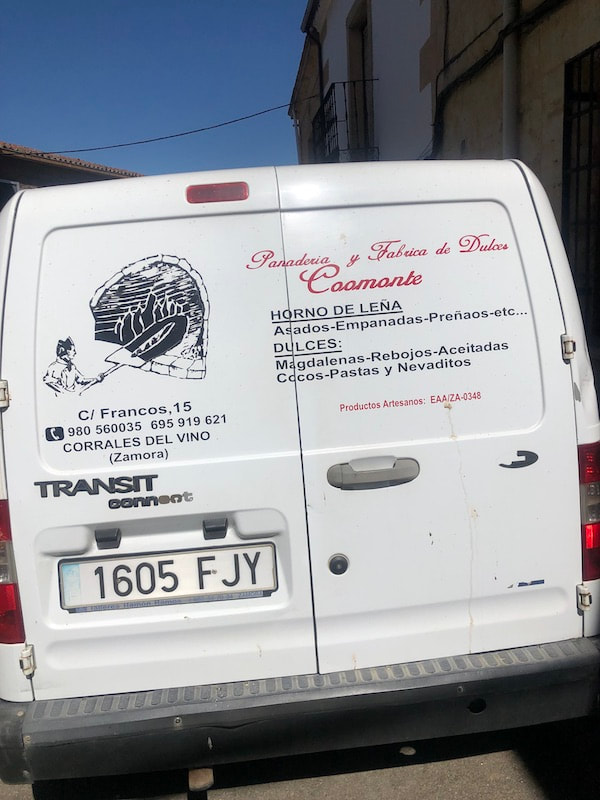 Panaderia y Fabrica de Dulces
Coomonte
HORNO DE LEÑA
Asados-Empanadas-Preñaos-etc...
DULCES:
Magdalenas-Rebojos-Aceitadas
Cocos-Pastas y Nevaditos
Productos Artesanos: EAA/ZA-0348
C/ Francos,15
980 560035 695 919 621
CORRALES DEL VINO
(Zamora)
TRANSIT
connect
1605 FJY